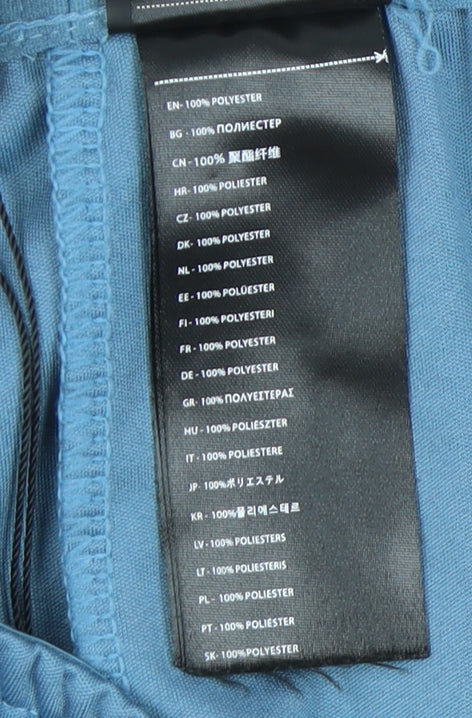 EN- 100% POLYESTER
BG - 100% ПОЛИЕСТЕР
CN - 100% 聚酯纤维
HR- 100% POLIESTER
CZ- 100% POLYESTER
DK- 100% POLYESTER
NL - 100% POLYESTER
EE - 100% POLÜESTER
FI - 100% POLYESTERI
FR - 100% POLYESTER
DE - 100% POLYESTER
GR- 100% ΠΟΛΥΕΣΤΕΡΑΣ
HU - 100% POLIÉSZTER
IT - 100% POLIESTERE
JP- 100%ポリエステル
KR - 100%폴리에스테르
LV - 100% POLIESTERS
LT - 100% POLIESTERIS
PL - 100% POLIESTER
PT - 100% POLIÉSTER
SK- 100%POLYESTER